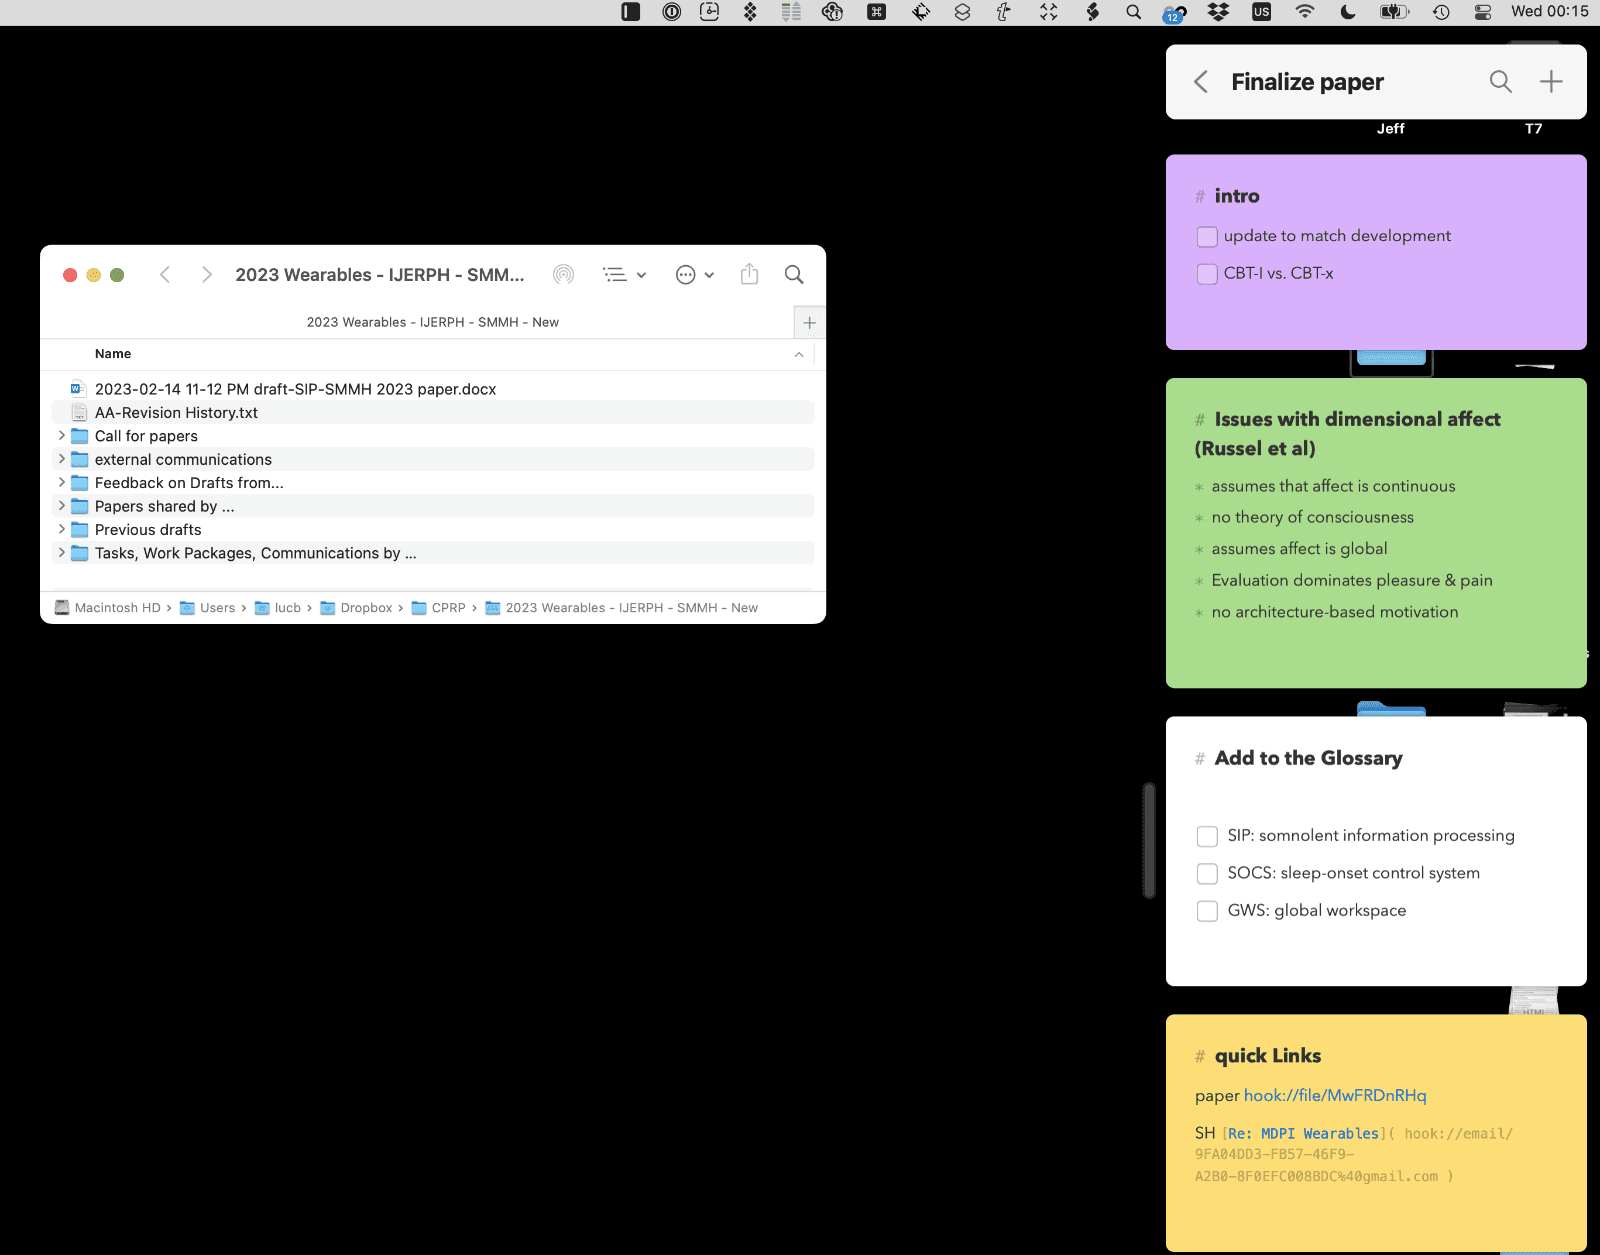 US
12
Wed 00:15
Finalize paper
Jeff
T7
# intro
update to match development
CBT-I vs. CBT-x
2023 Wearables - IJERPH - SMM...
2023 Wearables - IJERPH - SMMH - New
Name
2023-02-14 11-12 PM draft-SIP-SMMH 2023 paper.docx
AA-Revision History.txt
Call for papers
external communications
Feedback on Drafts from...
Papers shared by ...
Previous drafts
Tasks, Work Packages, Communications by ...
Macintosh HD › Users › lucb › Dropbox › CPRP › 2023 Wearables - IJERPH - SMMH - New
# Issues with dimensional affect
(Russel et al)
* assumes that affect is continuous
* no theory of consciousness
* assumes affect is global
* Evaluation dominates pleasure & pain
* no architecture-based motivation
s
# Add to the Glossary
SIP: somnolent information processing
SOCS: sleep-onset control system
GWS: global workspace
HTML
# quick Links
paper hook://file/MwFRDnRHq
SH [Re: MDPI Wearables]( hook://email/
9FA04DD3-FB57-46F9-
A2B0-8F0EFC008BDC%40gmail.com )